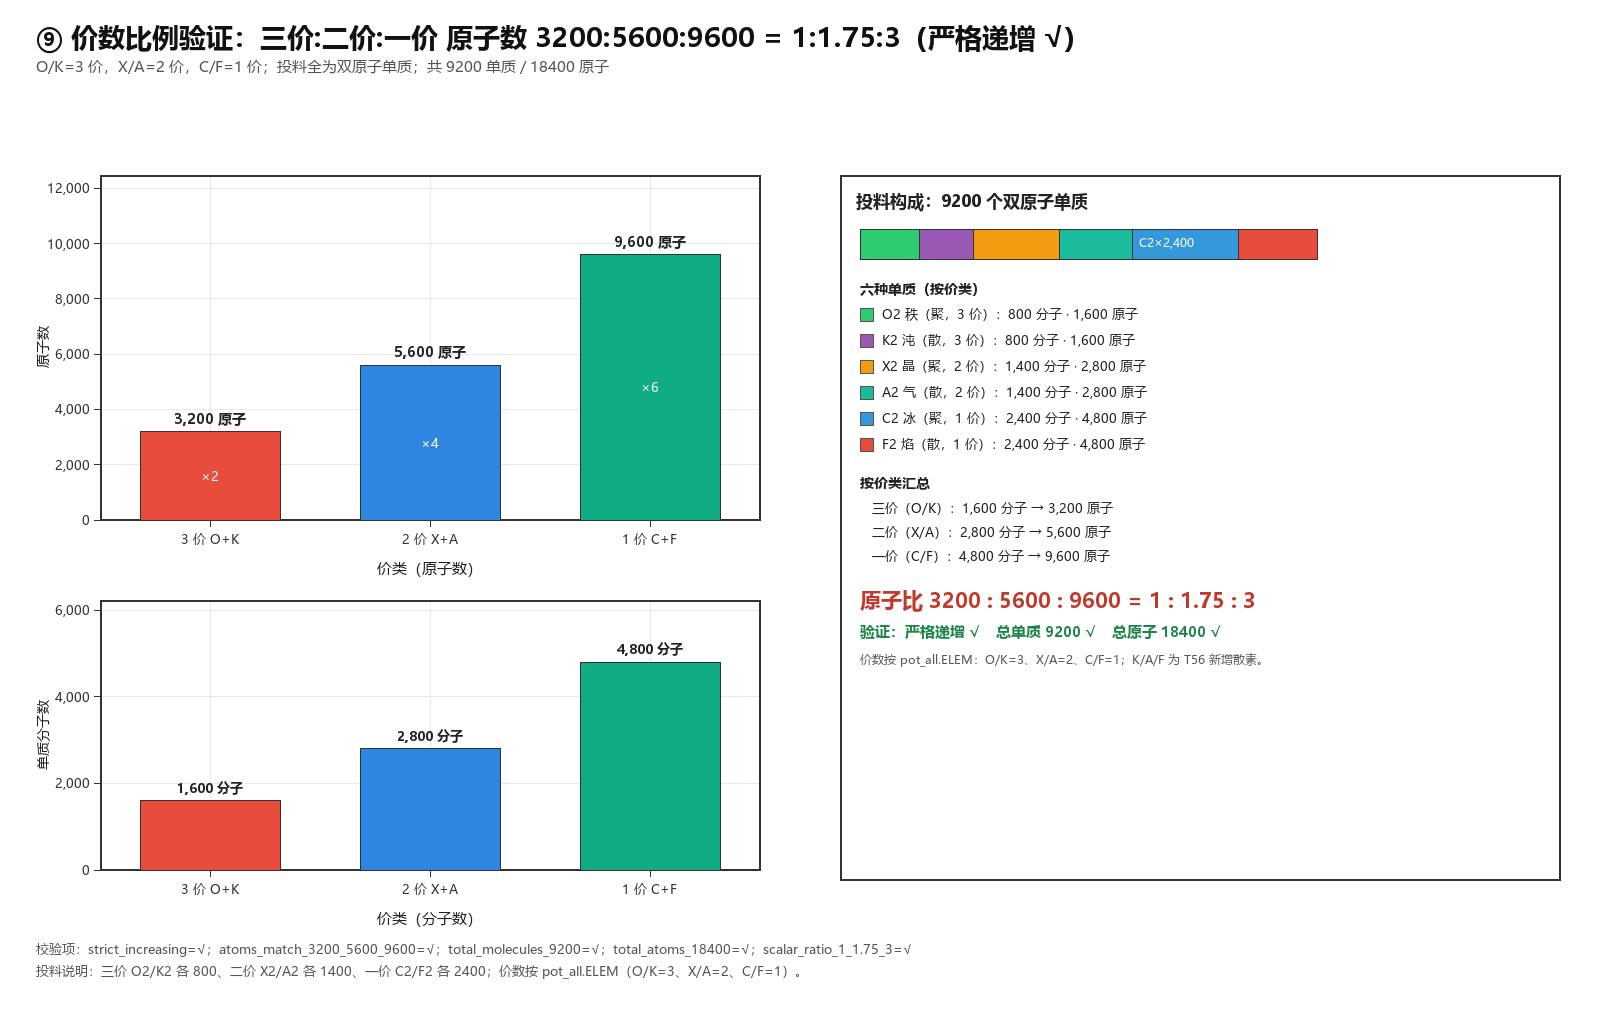 ⑨ 价数比例验证：三价:二价:一价 原子数 3200:5600:9600 = 1:1.75:3（严格递增 √）
O/K=3 价，X/A=2 价，C/F=1 价；投料全为双原子单质；共 9200 单质 / 18400 原子
12,000
10,000
8,000
6,000
4,000
2,000
0
原子数
3,200 原子
×2
5,600 原子
×4
9,600 原子
×6
3 价 O+K
2 价 X+A
1 价 C+F
价类（原子数）
6,000
4,000
2,000
0
单质分子数
1,600 分子
2,800 分子
4,800 分子
3 价 O+K
2 价 X+A
1 价 C+F
价类（分子数）
投料构成：9200 个双原子单质
C2×2,400
六种单质（按价类）
O2 秩（聚，3 价）：800 分子 · 1,600 原子
K2 沌（散，3 价）：800 分子 · 1,600 原子
X2 晶（聚，2 价）：1,400 分子 · 2,800 原子
A2 气（散，2 价）：1,400 分子 · 2,800 原子
C2 冰（聚，1 价）：2,400 分子 · 4,800 原子
F2 焰（散，1 价）：2,400 分子 · 4,800 原子
按价类汇总
三价（O/K）：1,600 分子 → 3,200 原子
二价（X/A）：2,800 分子 → 5,600 原子
一价（C/F）：4,800 分子 → 9,600 原子
原子比 3200 : 5600 : 9600 = 1 : 1.75 : 3
验证：严格递增 √ 总单质 9200 √ 总原子 18400 √
价数按 pot_all.ELEM：O/K=3、X/A=2、C/F=1；K/A/F 为 T56 新增散素。
校验项：strict_increasing=√；atoms_match_3200_5600_9600=√；total_molecules_9200=√；total_atoms_18400=√；scalar_ratio_1_1.75_3=√
投料说明：三价 O2/K2 各 800、二价 X2/A2 各 1400、一价 C2/F2 各 2400；价数按 pot_all.ELEM（O/K=3、X/A=2、C/F=1）。